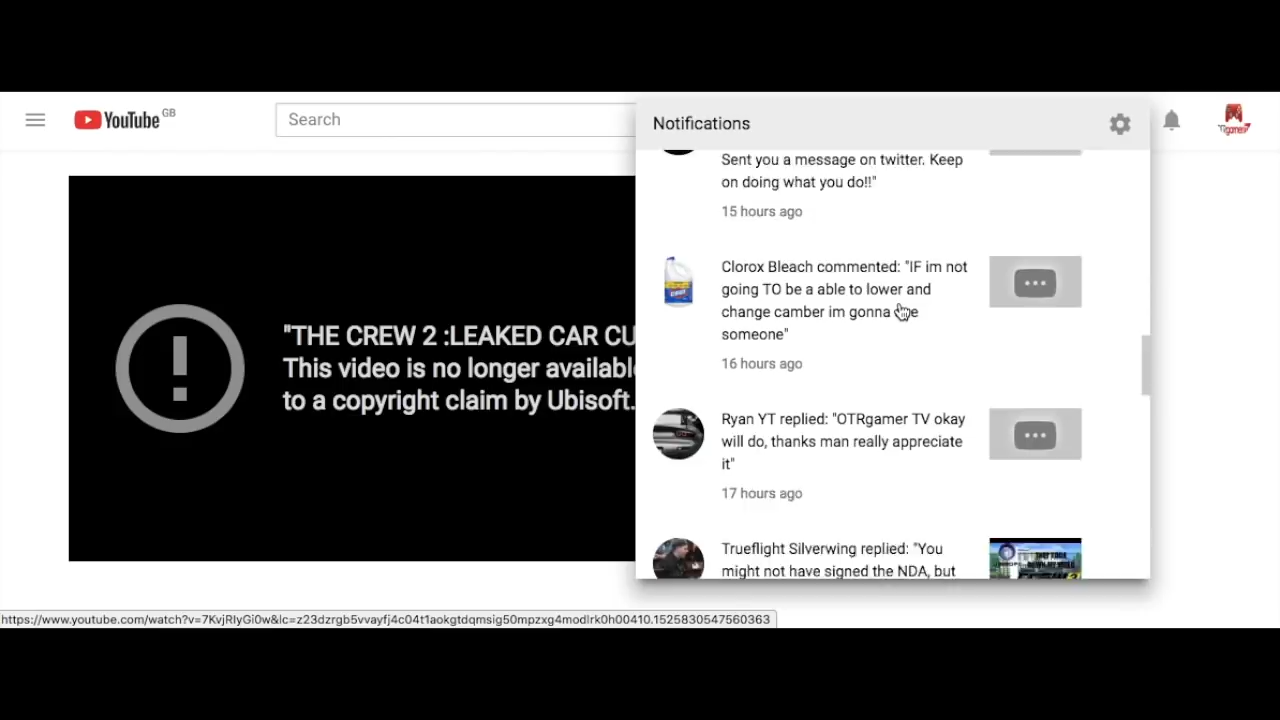 YouTube GB
Search
Notifications
Sent you a message on twitter. Keep
on doing what you do!!"
15 hours ago
Clorox Bleach commented: "IF im not
going TO be a able to lower and
change camber im gonna
someone"
16 hours ago
Ryan YT replied: "OTRgamer TV okay
will do, thanks man really appreciate
it"
17 hours ago
Trueflight Silverwing replied: "You
might not have signed the NDA, but
"THE CREW 2 :LEAKED CAR CU
This video is no longer available
to a copyright claim by Ubisoft.
https://www.youtube.com/watch?v=7KvjRlyGi0w&lc=z23dzrgb5vvayfj4c04t1aokgtdqmsig50mpzxg4modlrk0h00410.1525830547560363